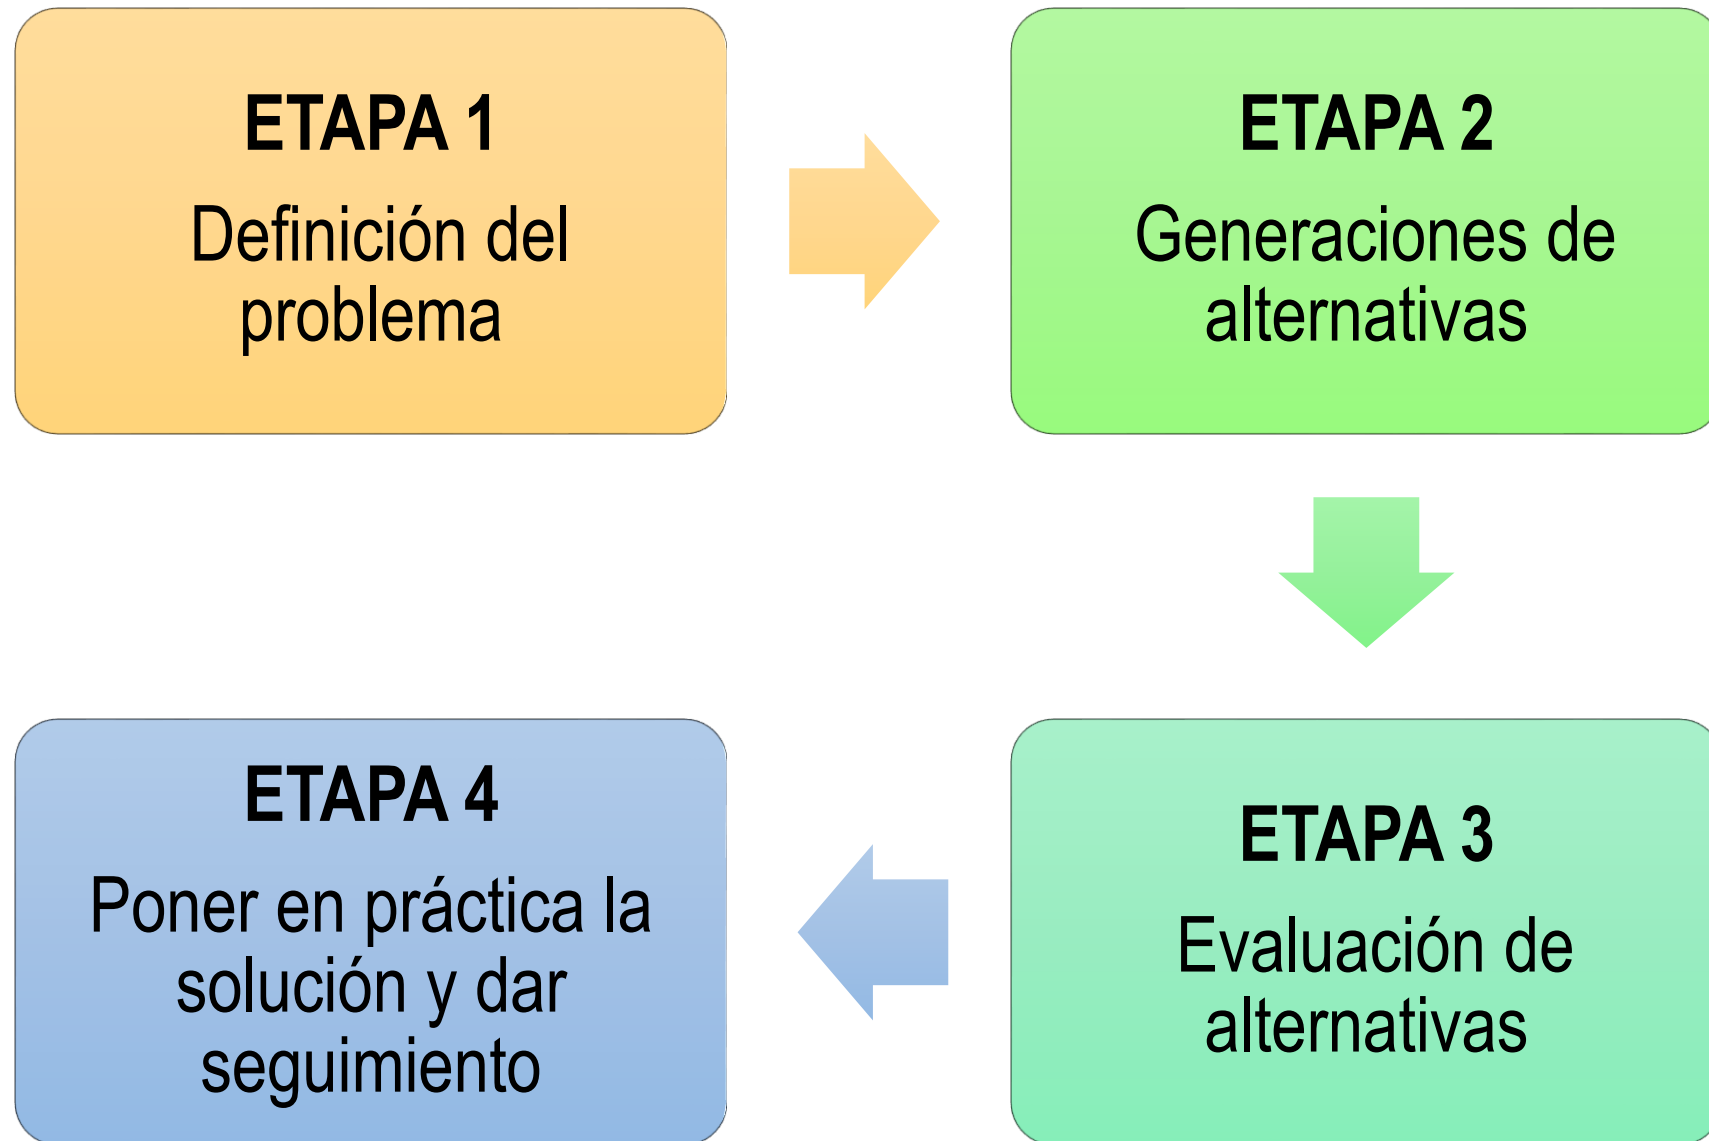 ETAPA 1
Definición del
problema
ETAPA 2
Generaciones de
alternativas
ETAPA 3
Evaluación de
alternativas
ETAPA 4
Poner en práctica la
solución y dar
seguimiento